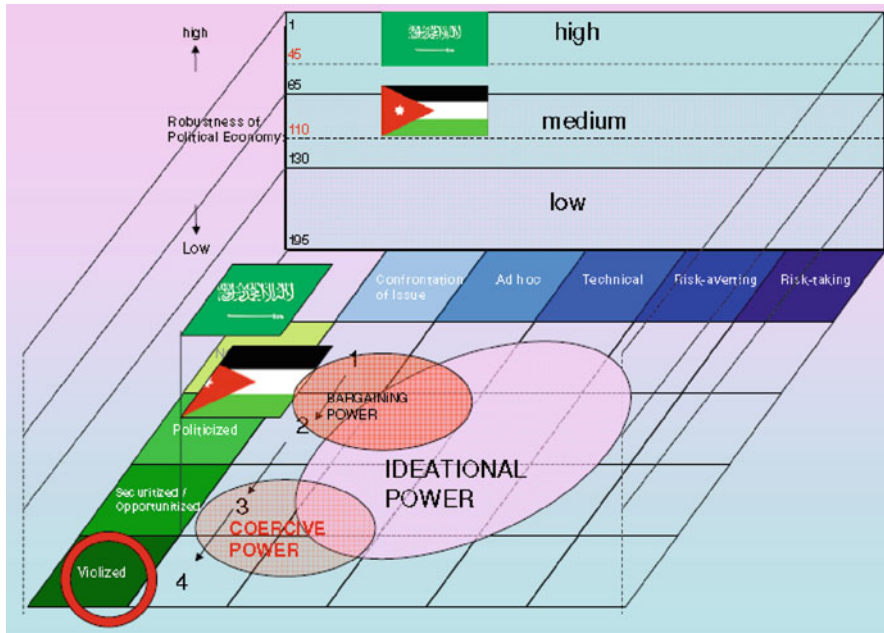 high
1
high
45
65
Robustness of
Political Economy
medium
110
130
low
Low
195
Confrontation
of Issue
Ad hoc
Technical
Risk-averting
Risk-taking
1
BARGAINING
POWER
2
Politicized
IDEATIONAL
POWER
Securitized /
Opportunitized
3
COERCIVE
POWER
Violized
4